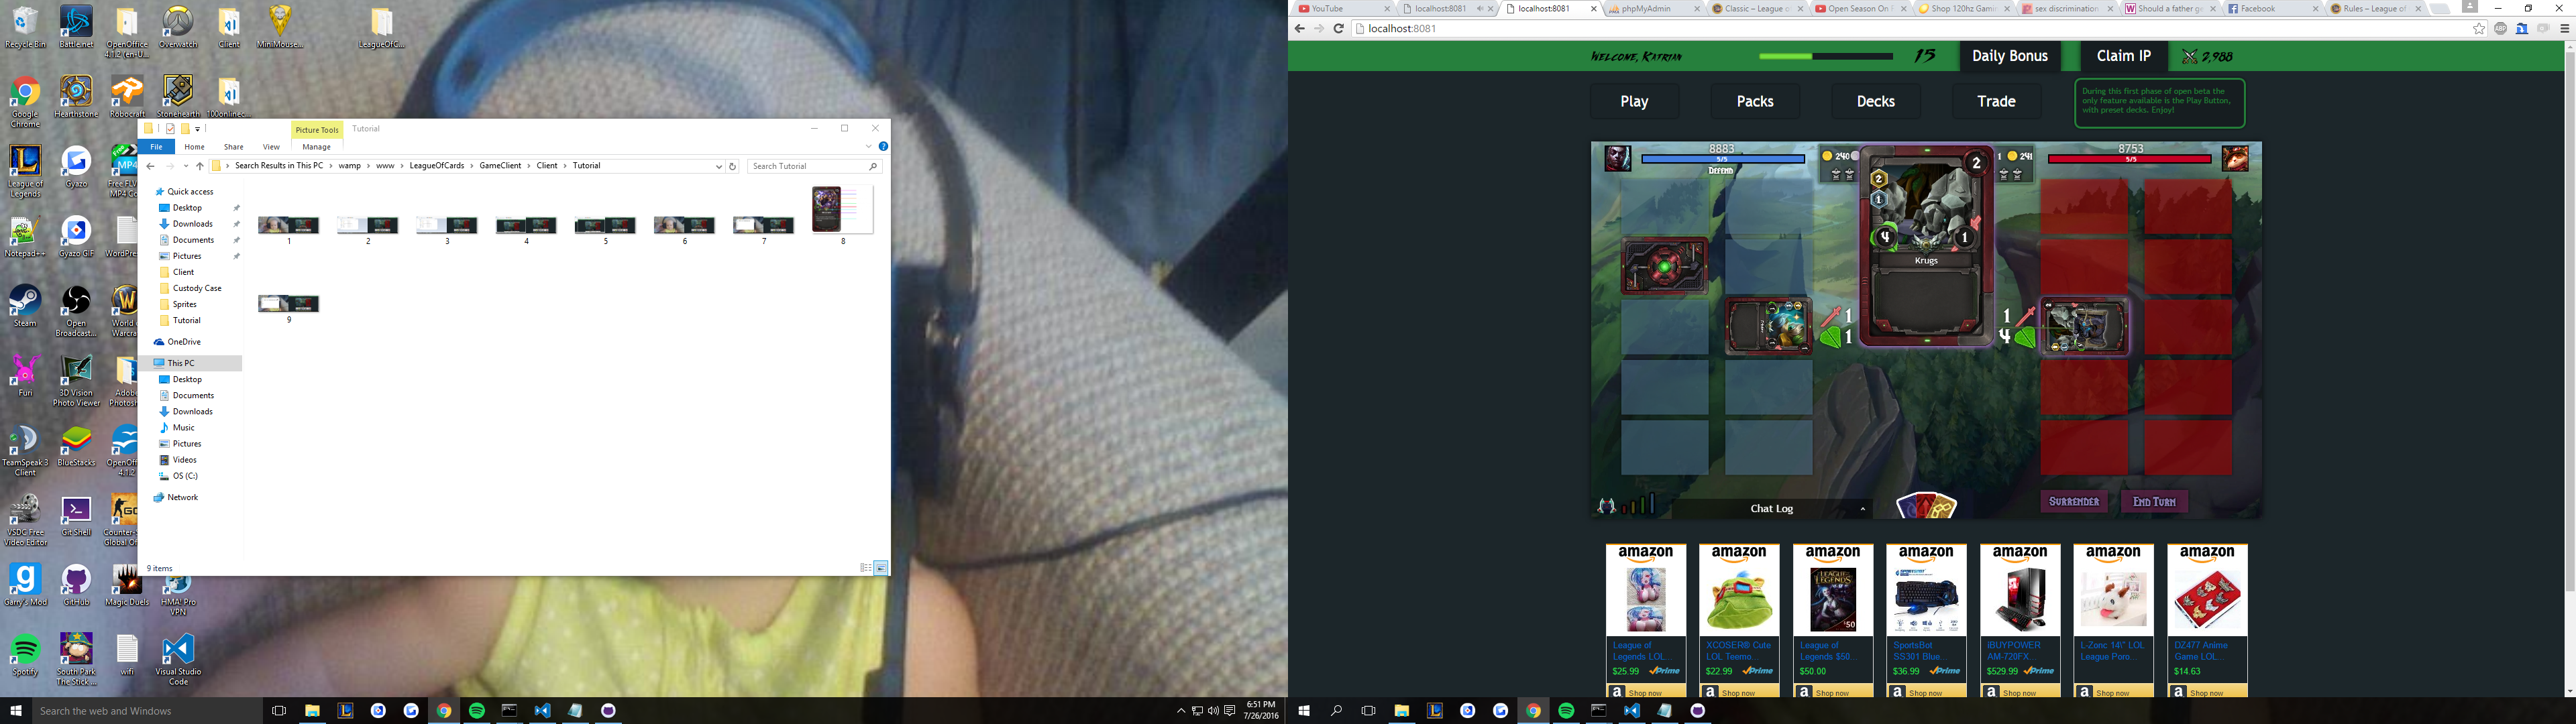 Recycle Bin
Battle.net
OpenOffice
4.1.2 (en-U...
Overwatch
Client
MiniMouse...
LeagueOfC...
Google
Chrome
Hearthstone
Robocraft
Stonehearth
100onlinec...
League of
Legends
Gyazo
Free FLV
MP4 Co
Notepad++
Gyazo GIF
WordPre
Steam
Open
Broadcast...
World
Warcra
Furi
3D Vision
Photo Viewer
Adobe
Photosh
TeamSpeak 3
Client
BlueStacks
OpenOff
4.1.2
VSDC Free
Video Editor
Git Shell
Counter-
Global O
Garry's Mod
GitHub
Magic Duels
HMA! Pro
VPN
Spotify
South Park
The Stick...
wifi
Visual Studio
Code
Picture Tools
Tutorial
File
Home
Share
View
Manage
Search Results in This PC
wamp
www
LeagueOfCards
GameClient
Client
Tutorial
Search Tutorial
Quick access
Desktop
Downloads
Documents
Pictures
Client
Custody Case
Sprites
Tutorial
OneDrive
This PC
Desktop
Documents
Downloads
Music
Pictures
Videos
OS (C:)
Network
1
2
3
4
5
6
7
8
9
9 items
Search the web and Windows
6:51 PM
7/26/2016
YouTube
localhost:8081
localhost:8081
phpMyAdmin
Classic – League o
Open Season On
Shop 120hz Gami
sex discrimination
Should a father g
Facebook
Rules – League of
localhost:8081
Welcome, Katrian
15
Daily Bonus
Claim IP
2,988
Play
Packs
Decks
Trade
During this first phase of open beta the
only feature available is the Play Button,
with preset decks. Enjoy!
8883
5/5
Defend
240
2
2
1
4
1
Krugs
1
241
8753
5/5
1
1
1
4
Chat Log
Surrender
End Turn
amazon
amazon
amazon
amazon
amazon
amazon
amazon
League of
Legends LOL...
$25.99
Prime
Shop now
XCOSER® Cute
LOL Teemo...
$22.99
Prime
Shop now
LEAGUE
LEGENDS
$50
League of
Legends $50...
$50.00
Shop now
SportsBot
SS301 Blue...
$36.99
Prime
Shop now
IBUYPOWER
AM-720FX...
$529.99
Prime
Shop now
L-Zonc 14\" LOL
League Poro...
Shop now
DZ477 Anime
Game LOL...
$14.63
Shop now